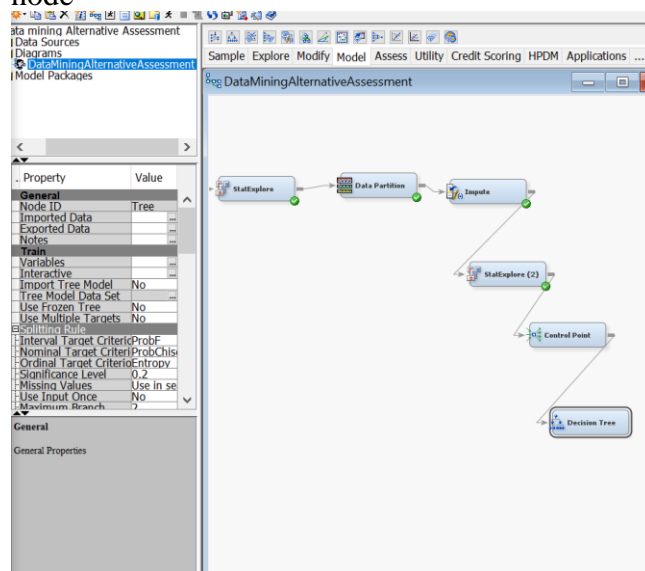 node
ata mining Alternative Assessment
Data Sources
Diagrams
DataMiningAlternativeAssessment
Model Packages
Property Value
General
Node ID Tree
Imported Data
Exported Data
Notes
Train
Variables
Interactive
Import Tree Model No
Tree Model Data Set
Use Frozen Tree No
Use Multiple Targets No
Splitting Rule
Interval Target Criteric ProbF
Nominal Target Criteri ProbChis
Ordinal Target Criterio Entropy
Significance Level 0.2
Missing Values Use in se
Use Input Once No
Maximum Branch 2
General
General Properties
Sample Explore Modify Model Assess Utility Credit Scoring HPDM Applications ...
DataMiningAlternativeAssessment
StatExplore
Data Partition
Impute
StatExplore (2)
Control Point
Decision Tree